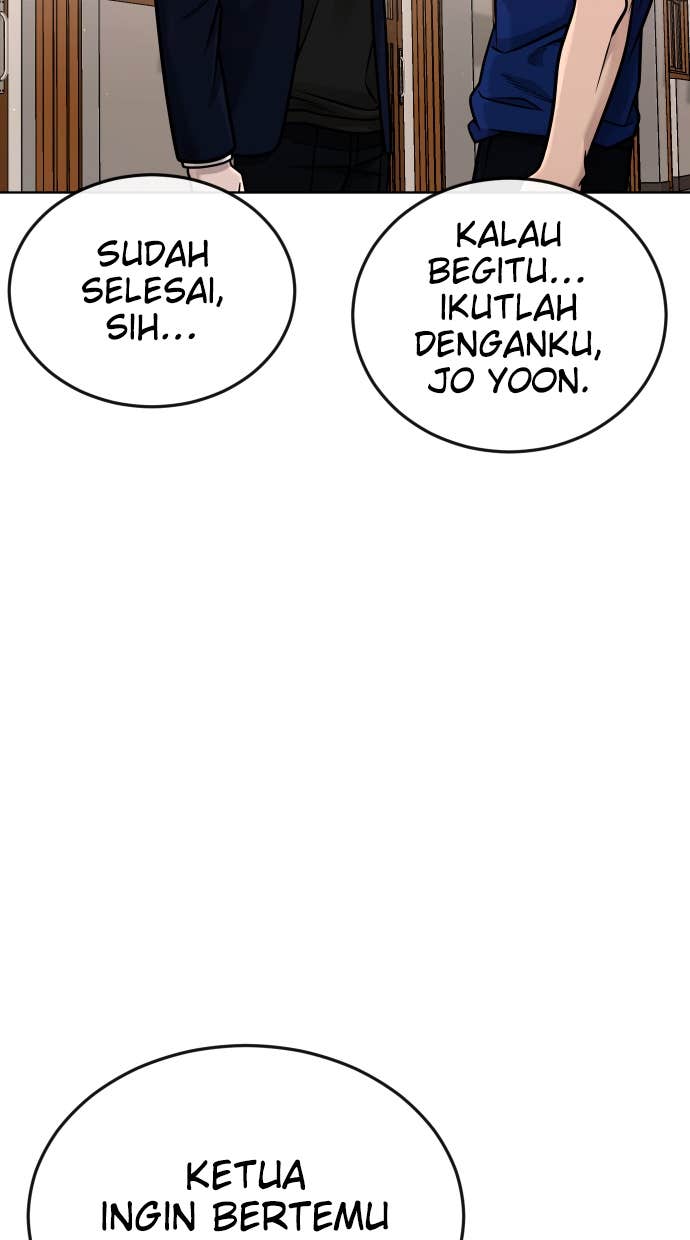 SUDAH
SELESAI,
SIH...
KALAU
BEGITU...
IKUTLAH
DENGANKU,
JO YOON.
KETUA
INGIN BERTEMU